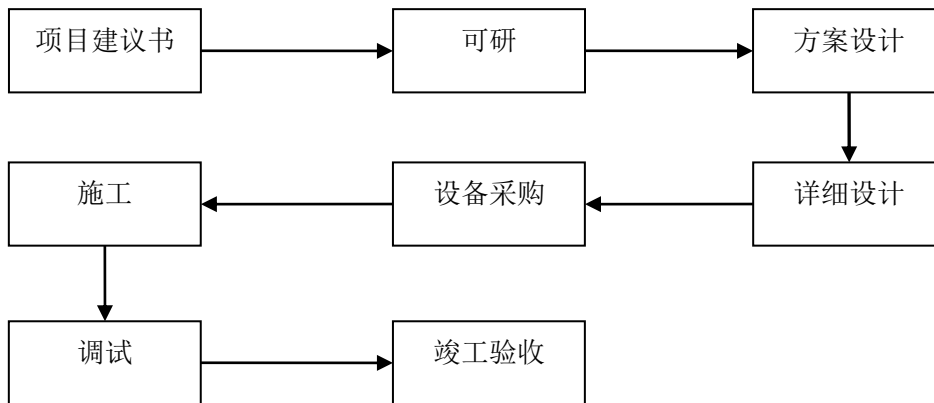 项目建议书
可研
方案设计
施工
设备采购
详细设计
调试
竣工验收